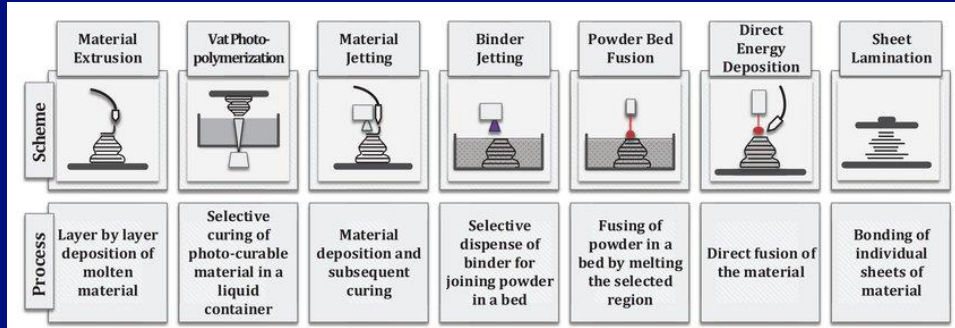 Material
Extrusion
Vat Photo-
polymerization
Material
Jetting
Binder
Jetting
Powder Bed
Fusion
Direct
Energy
Deposition
Sheet
Lamination
Scheme
Process
Layer by layer
deposition of
molten
material
Selective
curing of
photo-curable
material in a
liquid
container
Material
deposition and
subsequent
curing
Selective
dispense of
binder for
joining powder
in a bed
Fusing of
powder in a
bed by melting
the selected
region
Direct fusion of
the material
Bonding of
individual
sheets of
material